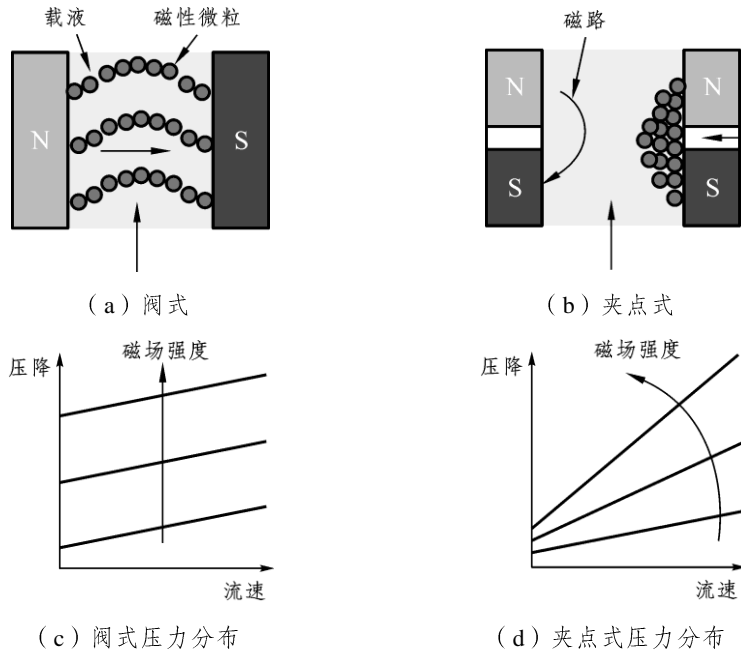 载液 磁性微粒
N S
（a）阀式
磁路
N N
S S
（b）夹点式
磁场强度
压降
流速
（c）阀式压力分布
磁场强度
压降
流速
（d）夹点式压力分布